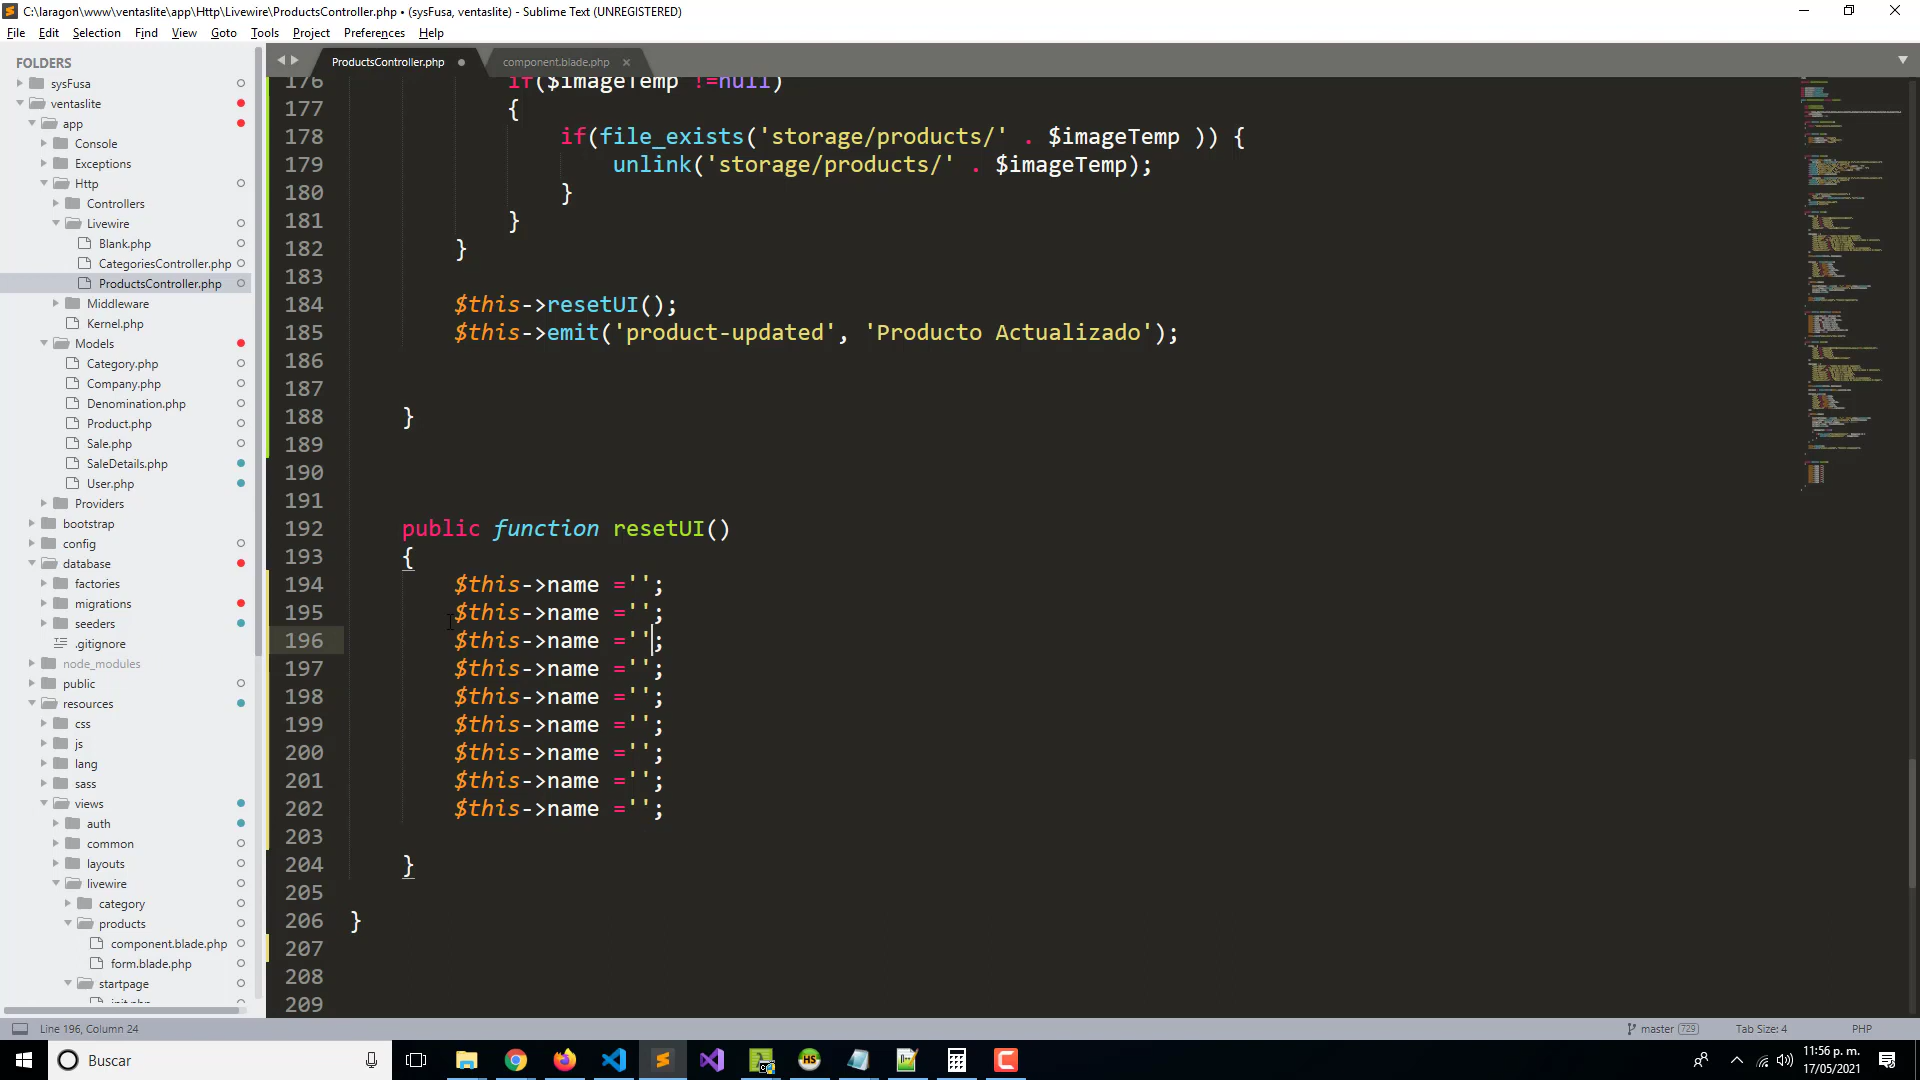 C:\laragon\www\ventaslite\app\Http\Livewire\ProductsController.php • (sysFusa, ventaslite) - Sublime Text (UNREGISTERED)
File Edit Selection Find View Goto Tools Project Preferences Help
FOLDERS
sysFusa
ventaslite
app
Console
Exceptions
Http
Controllers
Livewire
Blank.php
CategoriesController.php
ProductsController.php
Middleware
Kernel.php
Models
Category.php
Company.php
Denomination.php
Product.php
Sale.php
SaleDetails.php
User.php
Providers
bootstrap
config
database
factories
migrations
seeders
.gitignore
node_modules
public
resources
css
js
lang
sass
views
auth
common
layouts
livewire
category
products
component.blade.php
form.blade.php
startpage
init.php
ProductsController.php
component.blade.php
176 if($imageTemp !=null)
177 {
178 if(file_exists('storage/products/' . $imageTemp )) {
179 unlink('storage/products/' . $imageTemp);
180 }
181 }
182 }
183
184 $this->resetUI();
185 $this->emit('product-updated', 'Producto Actualizado');
186
187
188 }
189
190
191
192 public function resetUI()
193 {
194 $this->name ='';
195 $this->name ='';
196 $this->name ='';
197 $this->name ='';
198 $this->name ='';
199 $this->name ='';
200 $this->name ='';
201 $this->name ='';
202 $this->name ='';
203
204 }
205
206 }
207
208
209
Line 196, Column 24
master 729
Tab Size: 4
PHP
Buscar
11:56 p. m.
17/05/2021